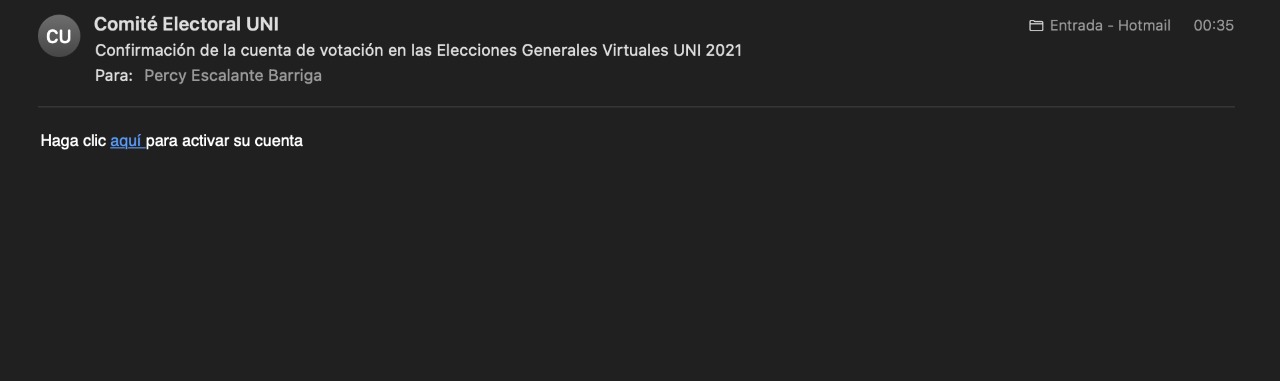 CU
Comité Electoral UNI
Entrada - Hotmail 00:35
Confirmación de la cuenta de votación en las Elecciones Generales Virtuales UNI 2021
Para: Percy Escalante Barriga
Haga clic aquí para activar su cuenta